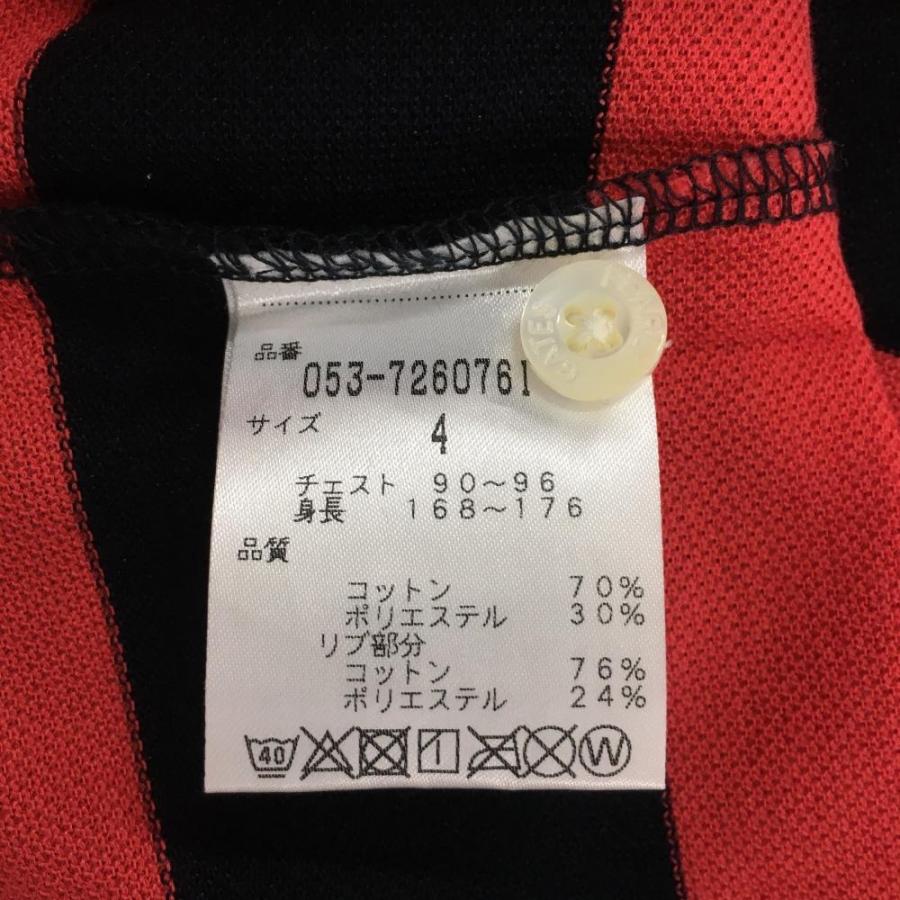 品番
053-7260761
サイズ
4
チェスト 90～96
身長 168～176
品質
コットン 70%
ポリエステル 30%
リブ部分
コットン 76%
ポリエステル 24%
40 W